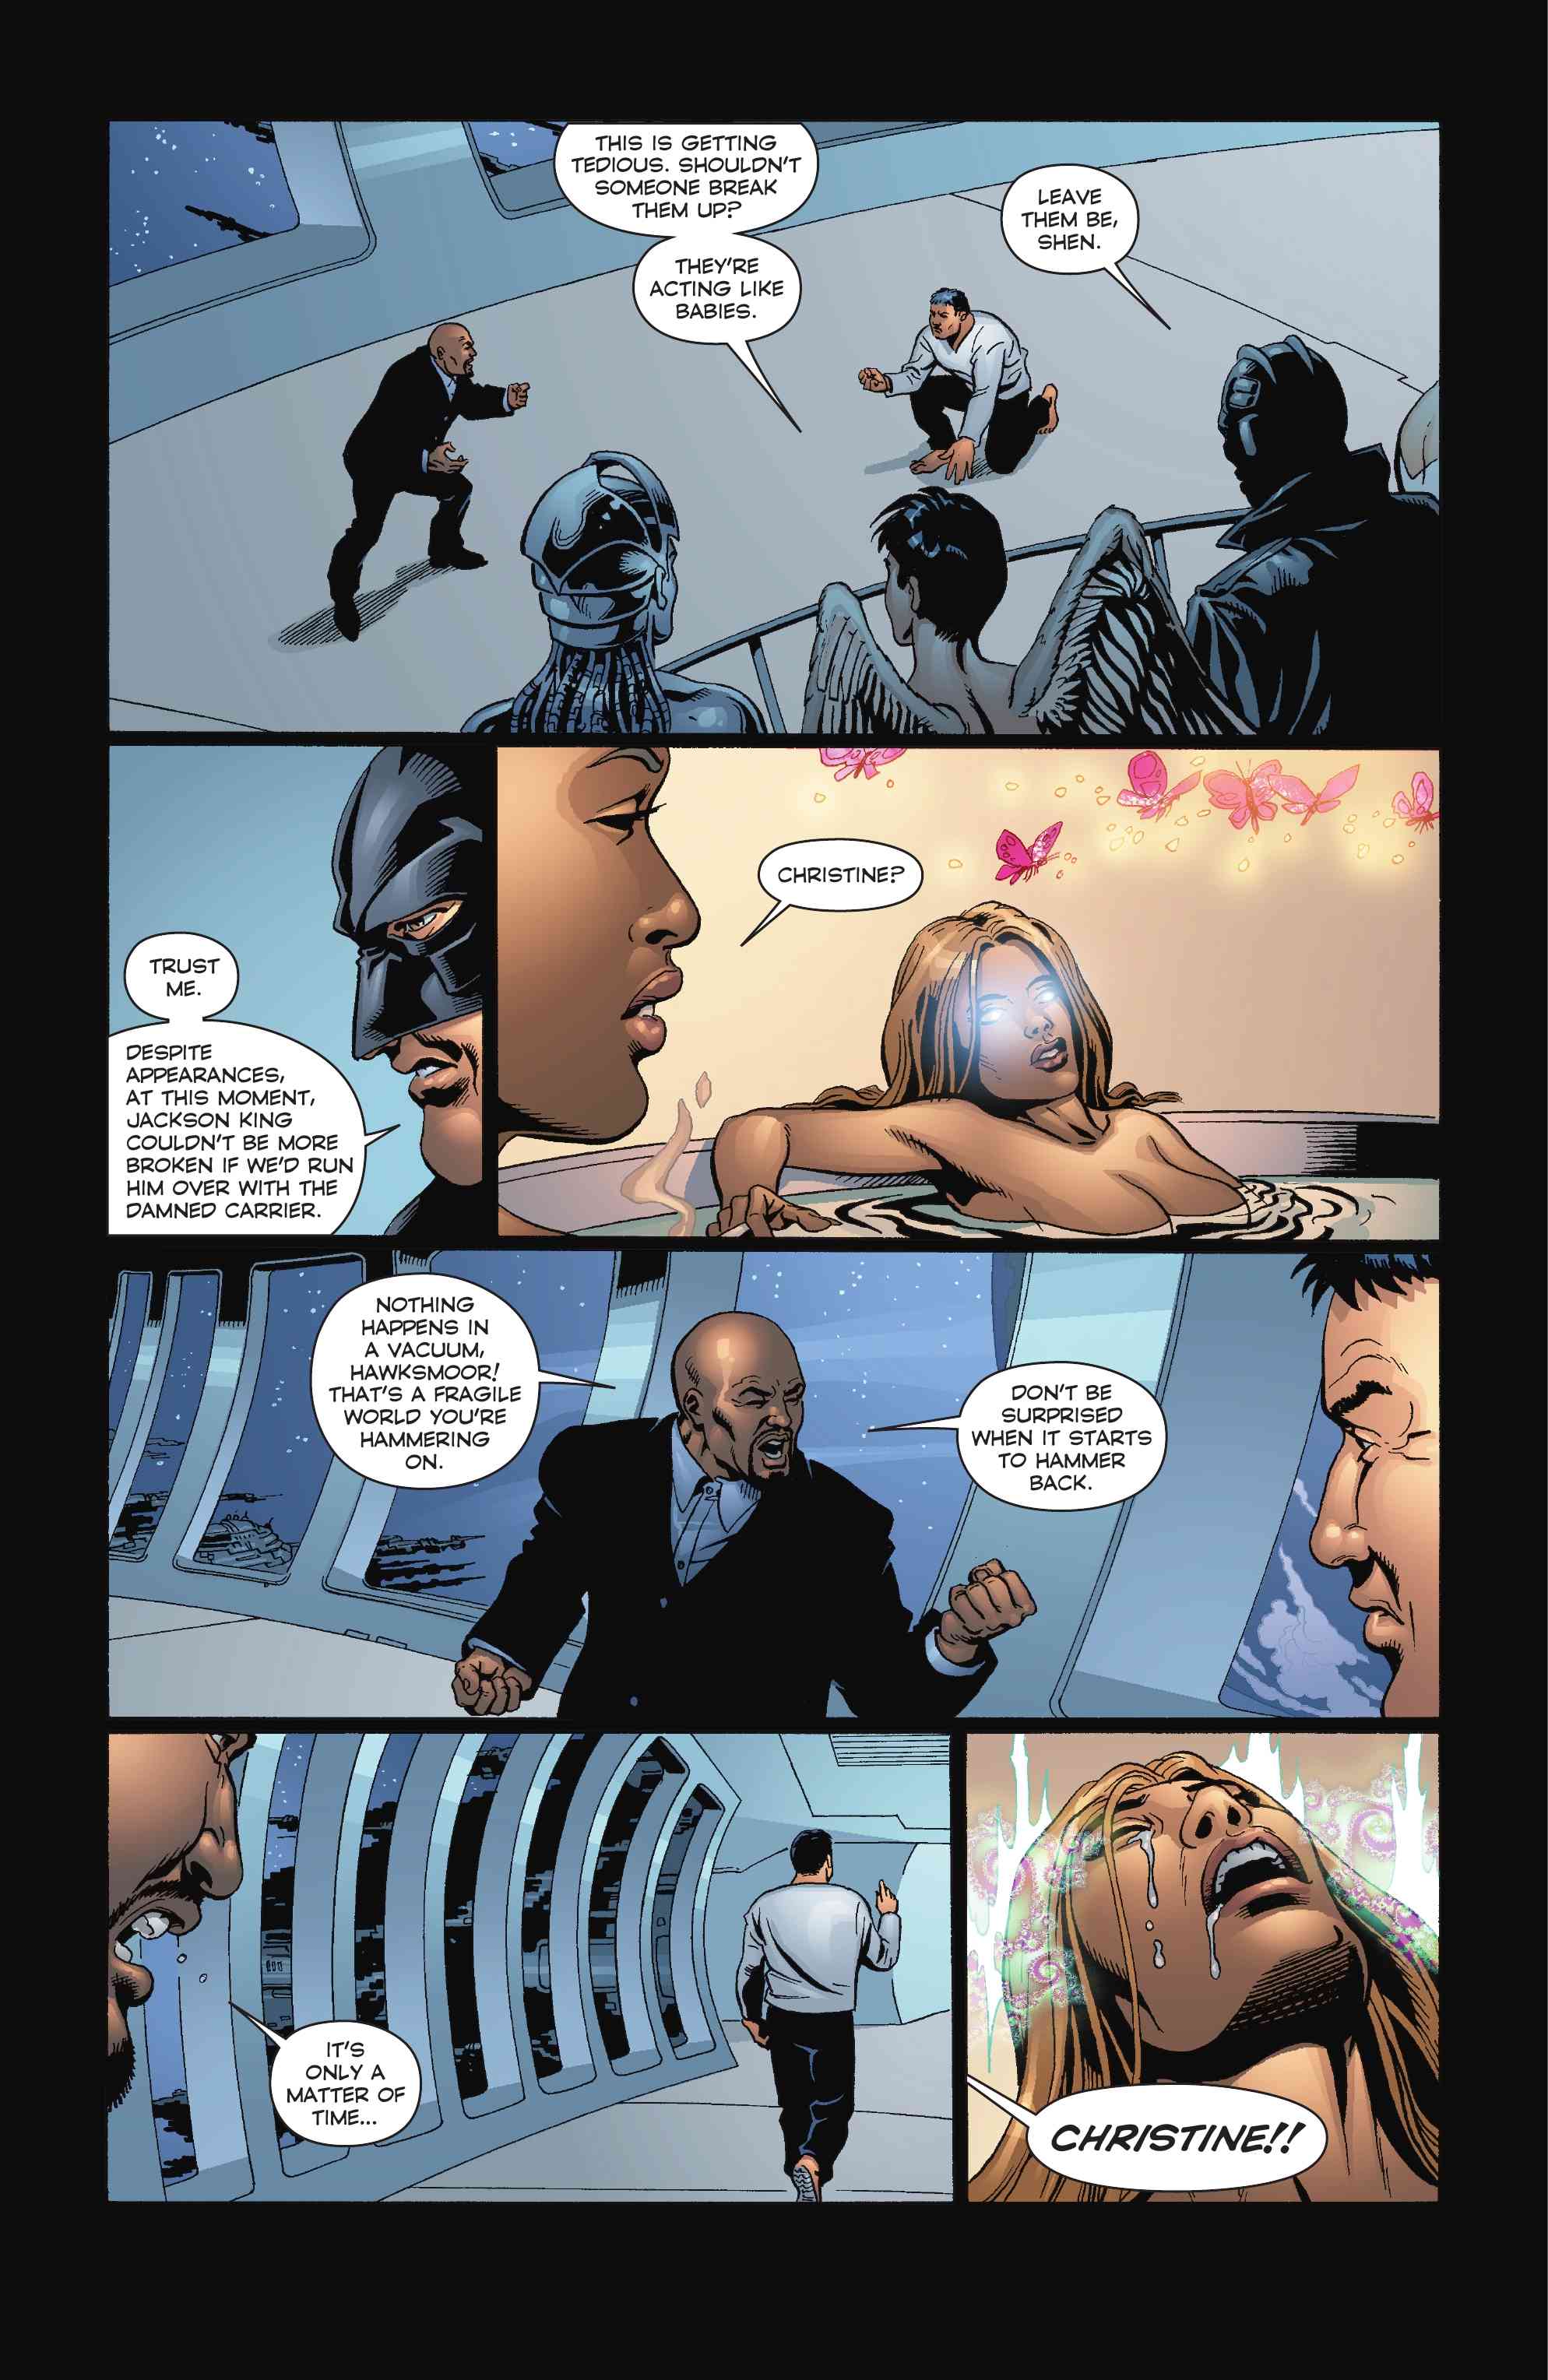 THIS IS GETTING
TEDIOUS. SHOULDN'T
SOMEONE BREAK
THEM UP?
THEY'RE
ACTING LIKE
BABIES.
LEAVE
THEM BE,
SHEN.
TRUST
ME.
DESPITE
APPEARANCES,
AT THIS MOMENT,
JACKSON KING
COULDN'T BE MORE
BROKEN IF WE'D RUN
HIM OVER WITH THE
DAMNED CARRIER.
CHRISTINE?
NOTHING
HAPPENS IN
A VACUUM,
HAWKSMOOR!
THAT'S A FRAGILE
WORLD YOU'RE
HAMMERING
ON.
DON'T BE
SURPRISED
WHEN IT STARTS
TO HAMMER
BACK.
IT'S
ONLY A
MATTER OF
TIME...
CHRISTINE!!